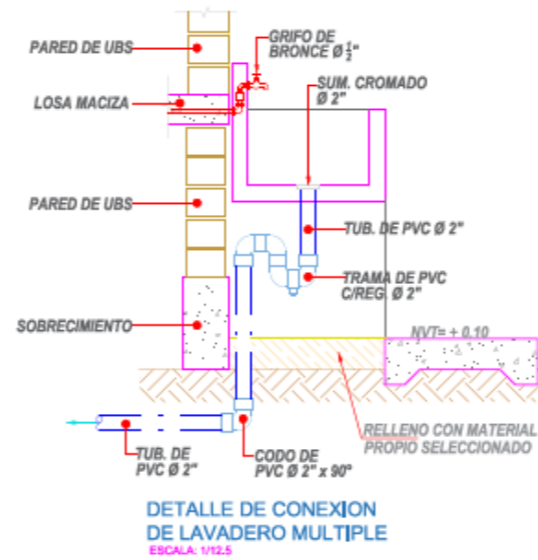 PARED DE UBS
GRIFO DE
BRONCE Ø ½"
SUM. CROMADO
Ø 2"
LOSA MACIZA
PARED DE UBS
TUB. DE PVC Ø 2"
TRAMA DE PVC
C/REG. Ø 2"
SOBRECIMIENTO
NVT= + 0.10
RELLENO CON MATERIAL
PROPIO SELECCIONADO
TUB. DE
PVC Ø 2"
CODO DE
PVC Ø 2" x 90°
DETALLE DE CONEXION
DE LAVADERO MULTIPLE
ESCALA: 1/12.5